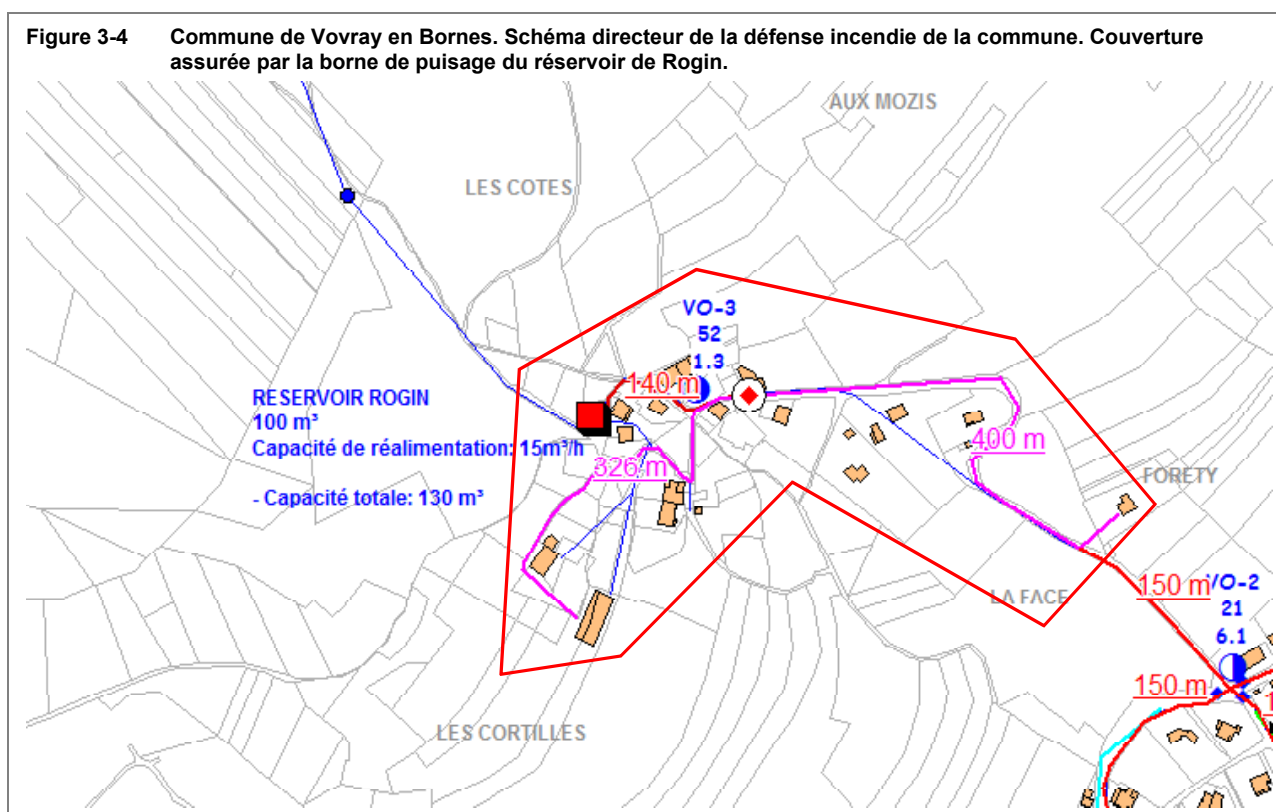 Figure 3-4 Commune de Vovray en Bornes. Schéma directeur de la défense incendie de la commune. Couverture
assurée par la borne de puisage du réservoir de Rogin.
AUX MOZIS
LES COTES
VO-3
52
1.3
140 m
RESERVOIR ROGIN
100 m³
Capacité de réalimentation: 15m³/h
- Capacité totale: 130 m³
326 m
400 m
FORETY
LA FACE
150 m
VO-2
21
6.1
150 m
LES CORTILLES